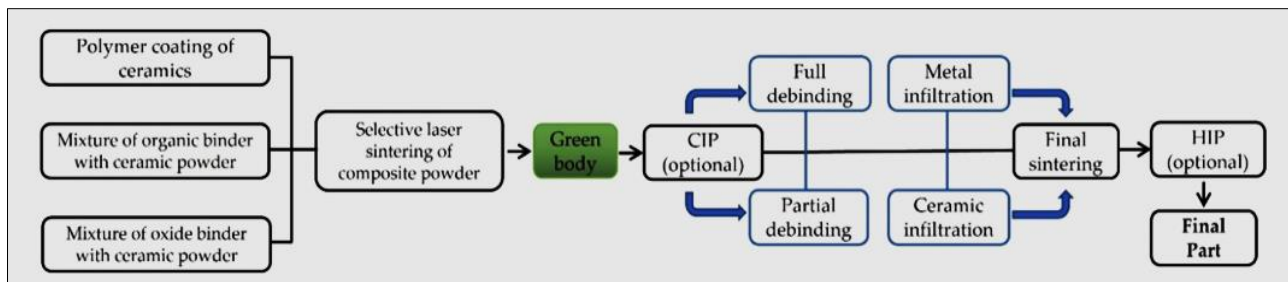 Polymer coating of
ceramics
Mixture of organic binder
with ceramic powder
Mixture of oxide binder
with ceramic powder
Selective laser
sintering of
composite powder
Green
body
CIP
(optional)
Full
debinding
Partial
debinding
Metal
infiltration
Ceramic
infiltration
Final
sintering
HIP
(optional)
Final
Part